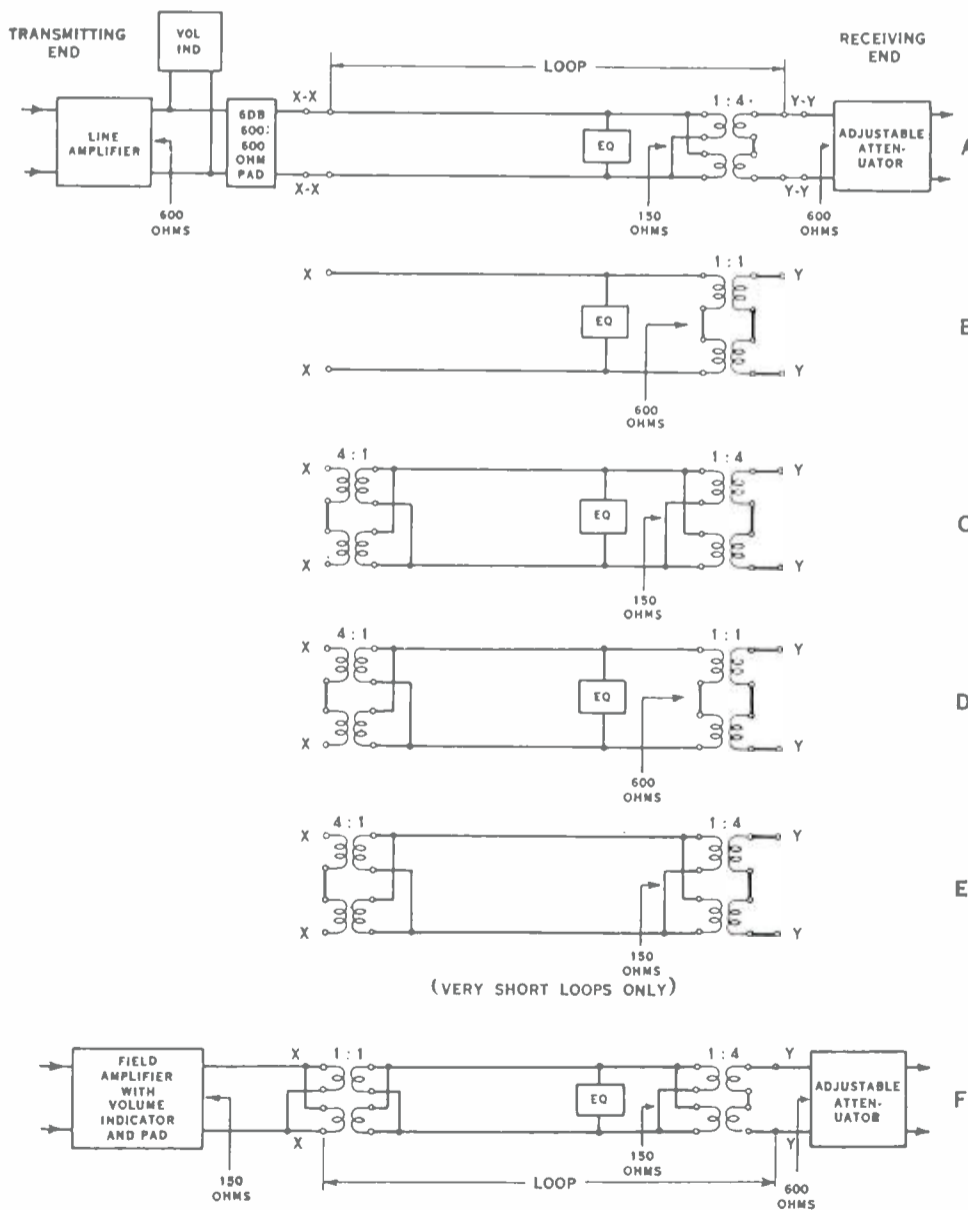 TRANSMITTING
END
VOL
IND
LOOP
RECEIVING
END
X-X
1 : 4
Y-Y
LINE
AMPLIFIER
6DB
600:
600
OHM
PAD
EQ
ADJUSTABLE
ATTEN-
UATOR
A
X-X
Y-Y
600
OHMS
150
OHMS
600
OHMS
X
1 : 1
Y
EQ
X
Y
600
OHMS
4 : 1
1 : 4
X
Y
EQ
X
Y
150
OHMS
4 : 1
1 : 1
X
Y
EQ
D
X
Y
600
OHMS
4 : 1
1 : 4
X
Y
E
X
Y
150
OHMS
(VERY SHORT LOOPS ONLY)
FIELD
AMPLIFIER
WITH
VOLUME
INDICATOR
AND PAD
X
1 : 1
1 : 4
Y
EQ
ADJUSTABLE
ATTEN-
UATOR
F
X
Y
150
OHMS
150
OHMS
LOOP
600
OHMS